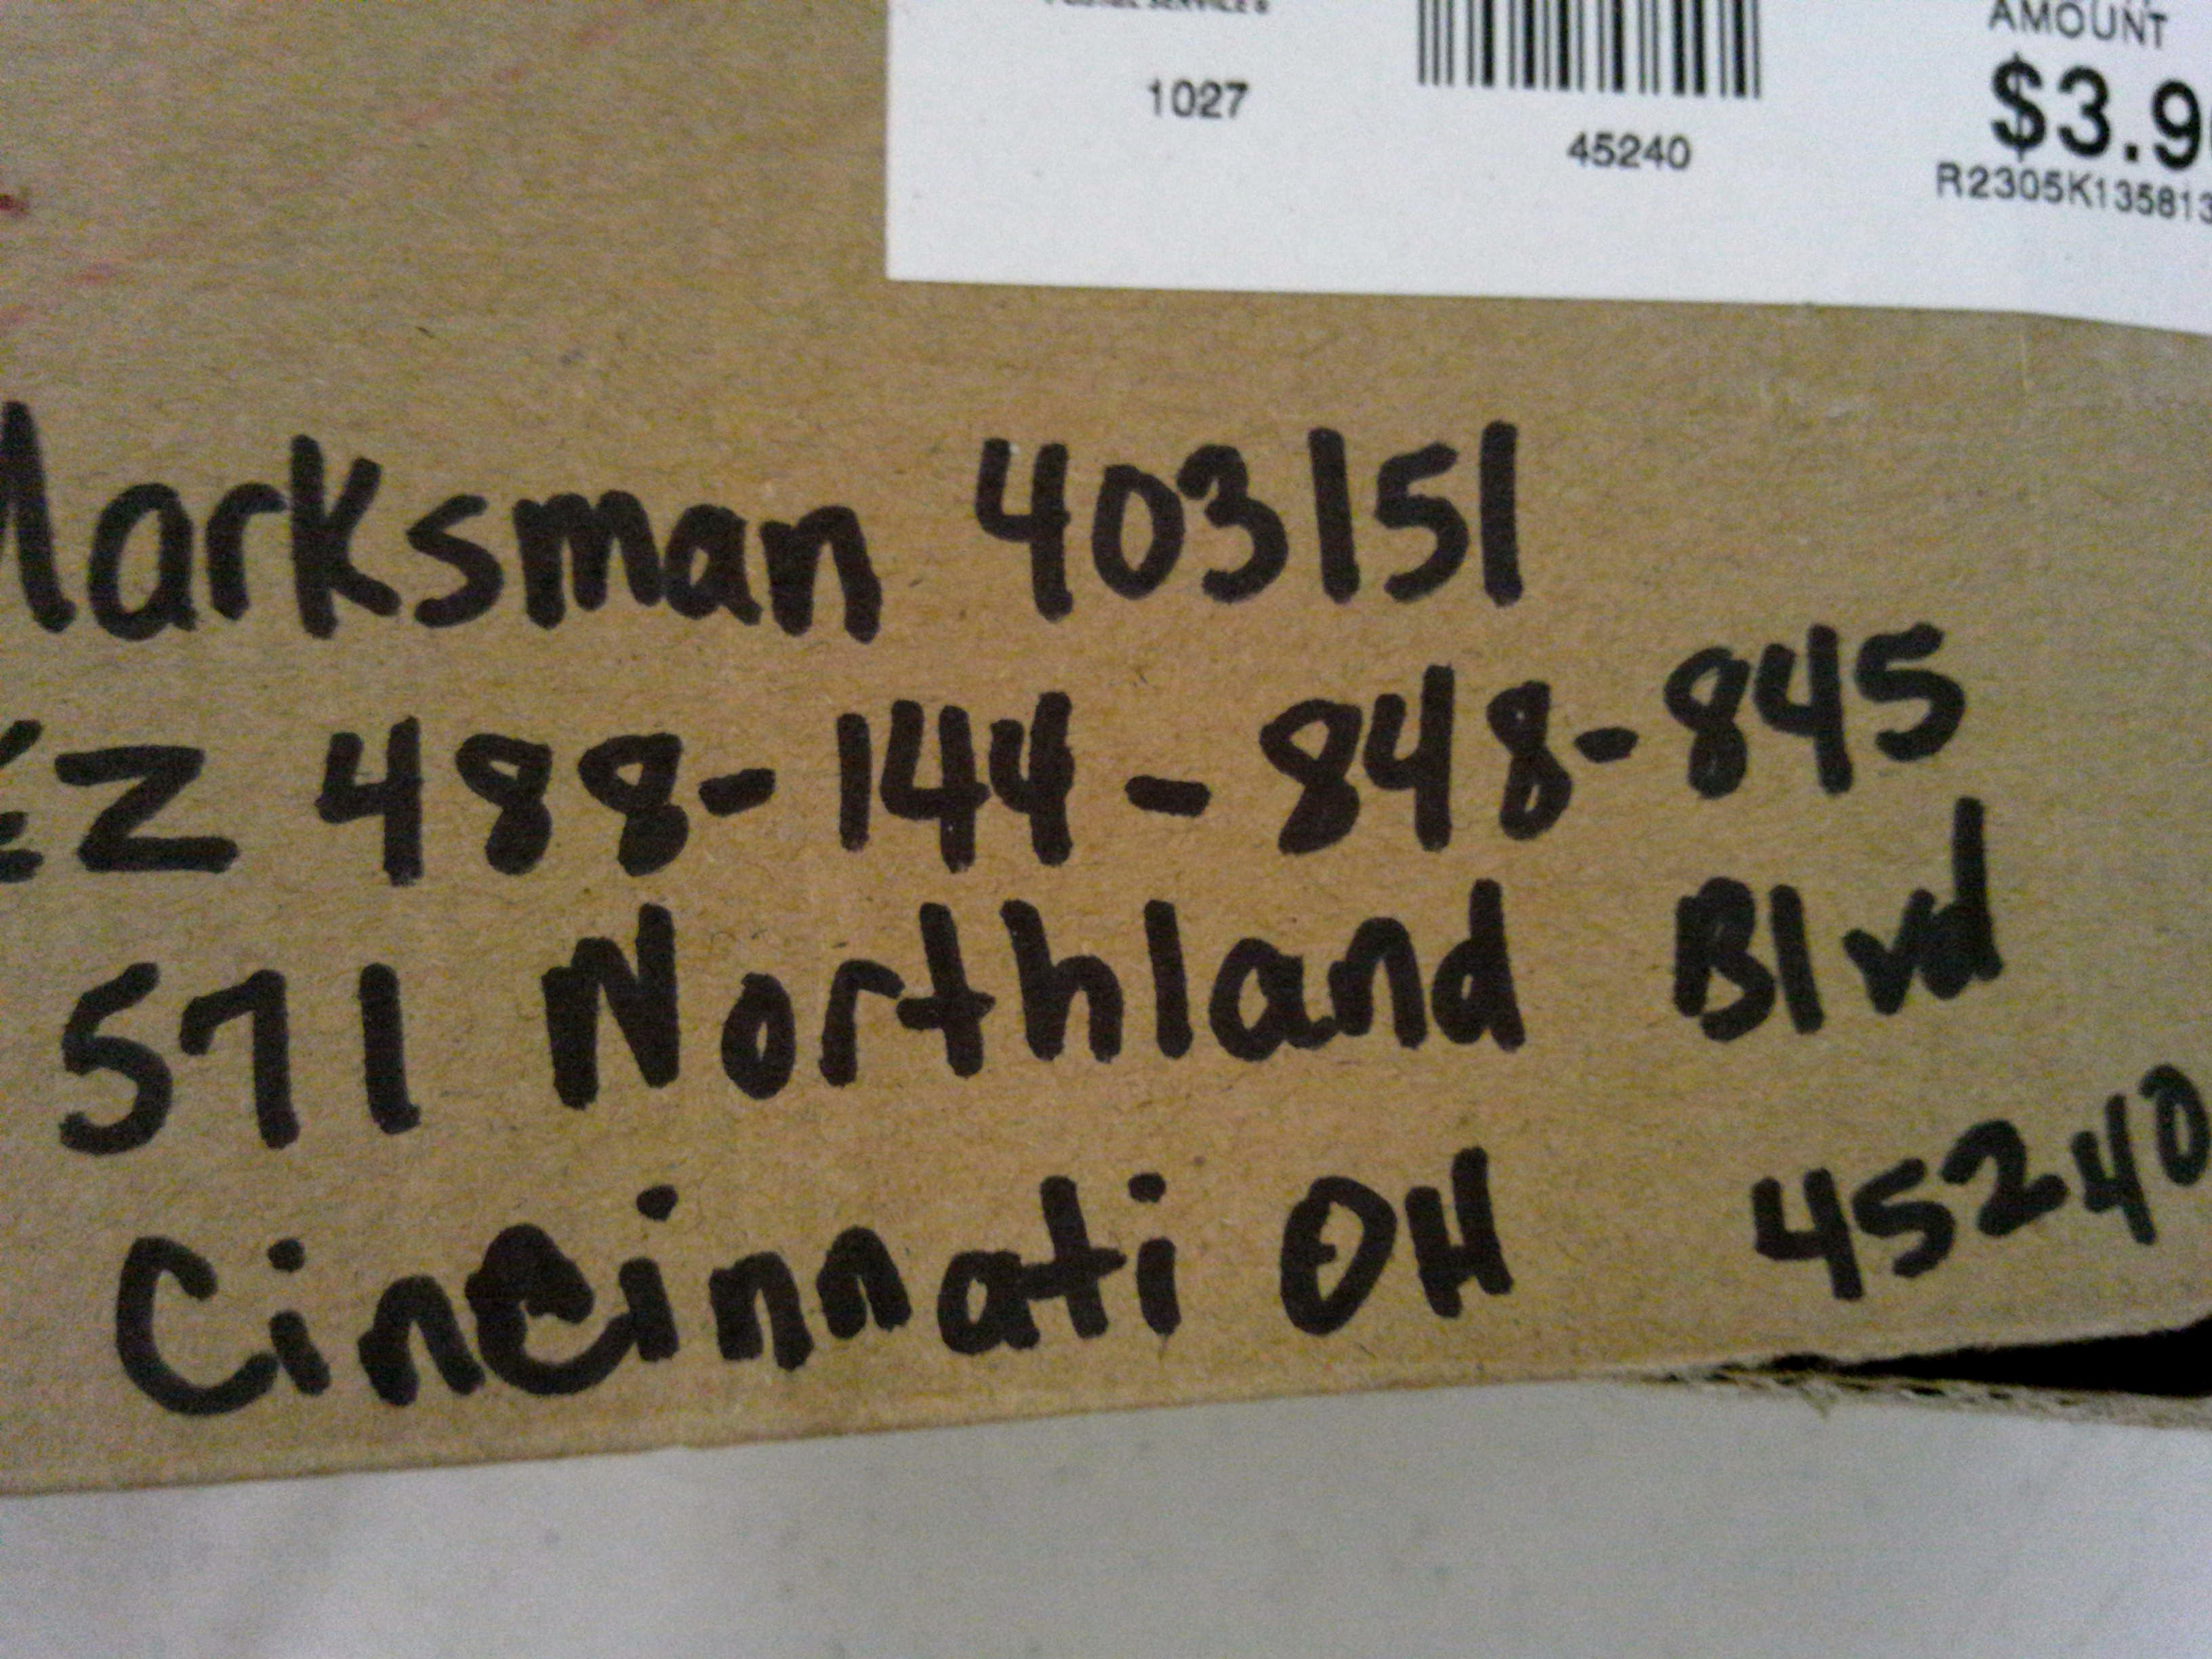 1027
45240
AMOUNT
$3.9
R2305K135813
Marksman 403151
EZ 488-144-848-845
571 Northland Blvd
Cincinnati OH 45240